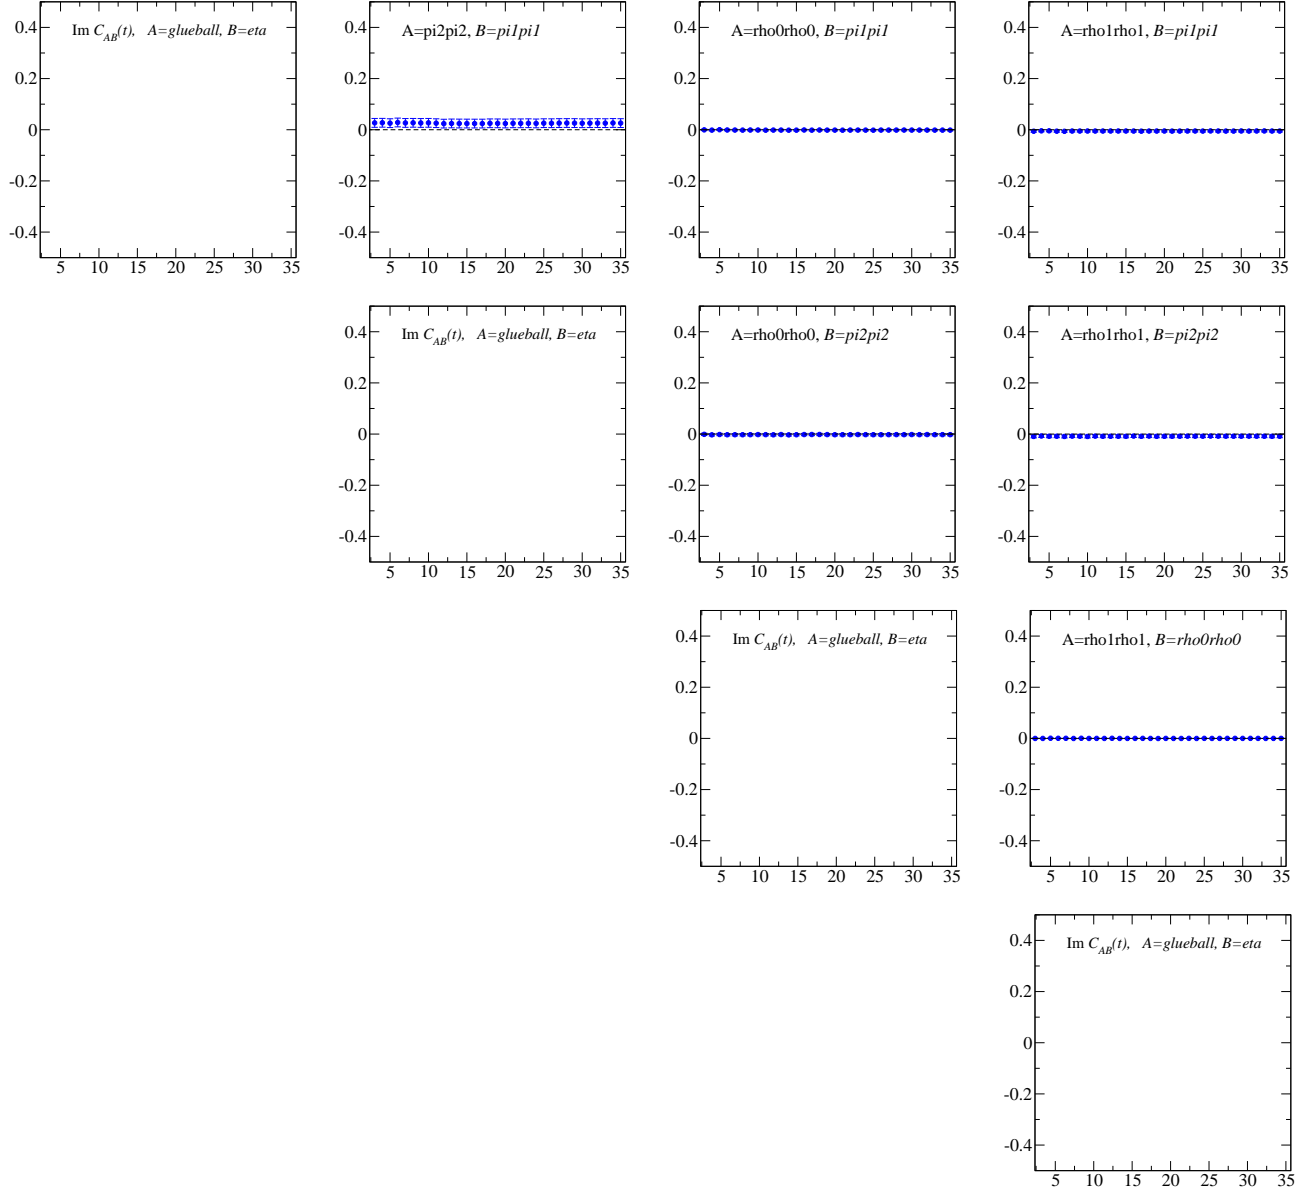 Im C_AB(t),   A=glueball, B=eta
0.4
0.2
0
-0.2
-0.4
5 10 15 20 25 30 35
A=pi2pi2, B=pi1pi1
0.4
0.2
0
-0.2
-0.4
5 10 15 20 25 30 35
A=rho0rho0, B=pi1pi1
0.4
0.2
0
-0.2
-0.4
5 10 15 20 25 30 35
A=rho1rho1, B=pi1pi1
0.4
0.2
0
-0.2
-0.4
5 10 15 20 25 30 35
Im C_AB(t),   A=glueball, B=eta
0.4
0.2
0
-0.2
-0.4
5 10 15 20 25 30 35
A=rho0rho0, B=pi2pi2
0.4
0.2
0
-0.2
-0.4
5 10 15 20 25 30 35
A=rho1rho1, B=pi2pi2
0.4
0.2
0
-0.2
-0.4
5 10 15 20 25 30 35
Im C_AB(t),   A=glueball, B=eta
0.4
0.2
0
-0.2
-0.4
5 10 15 20 25 30 35
A=rho1rho1, B=rho0rho0
0.4
0.2
0
-0.2
-0.4
5 10 15 20 25 30 35
Im C_AB(t),   A=glueball, B=eta
0.4
0.2
0
-0.2
-0.4
5 10 15 20 25 30 35